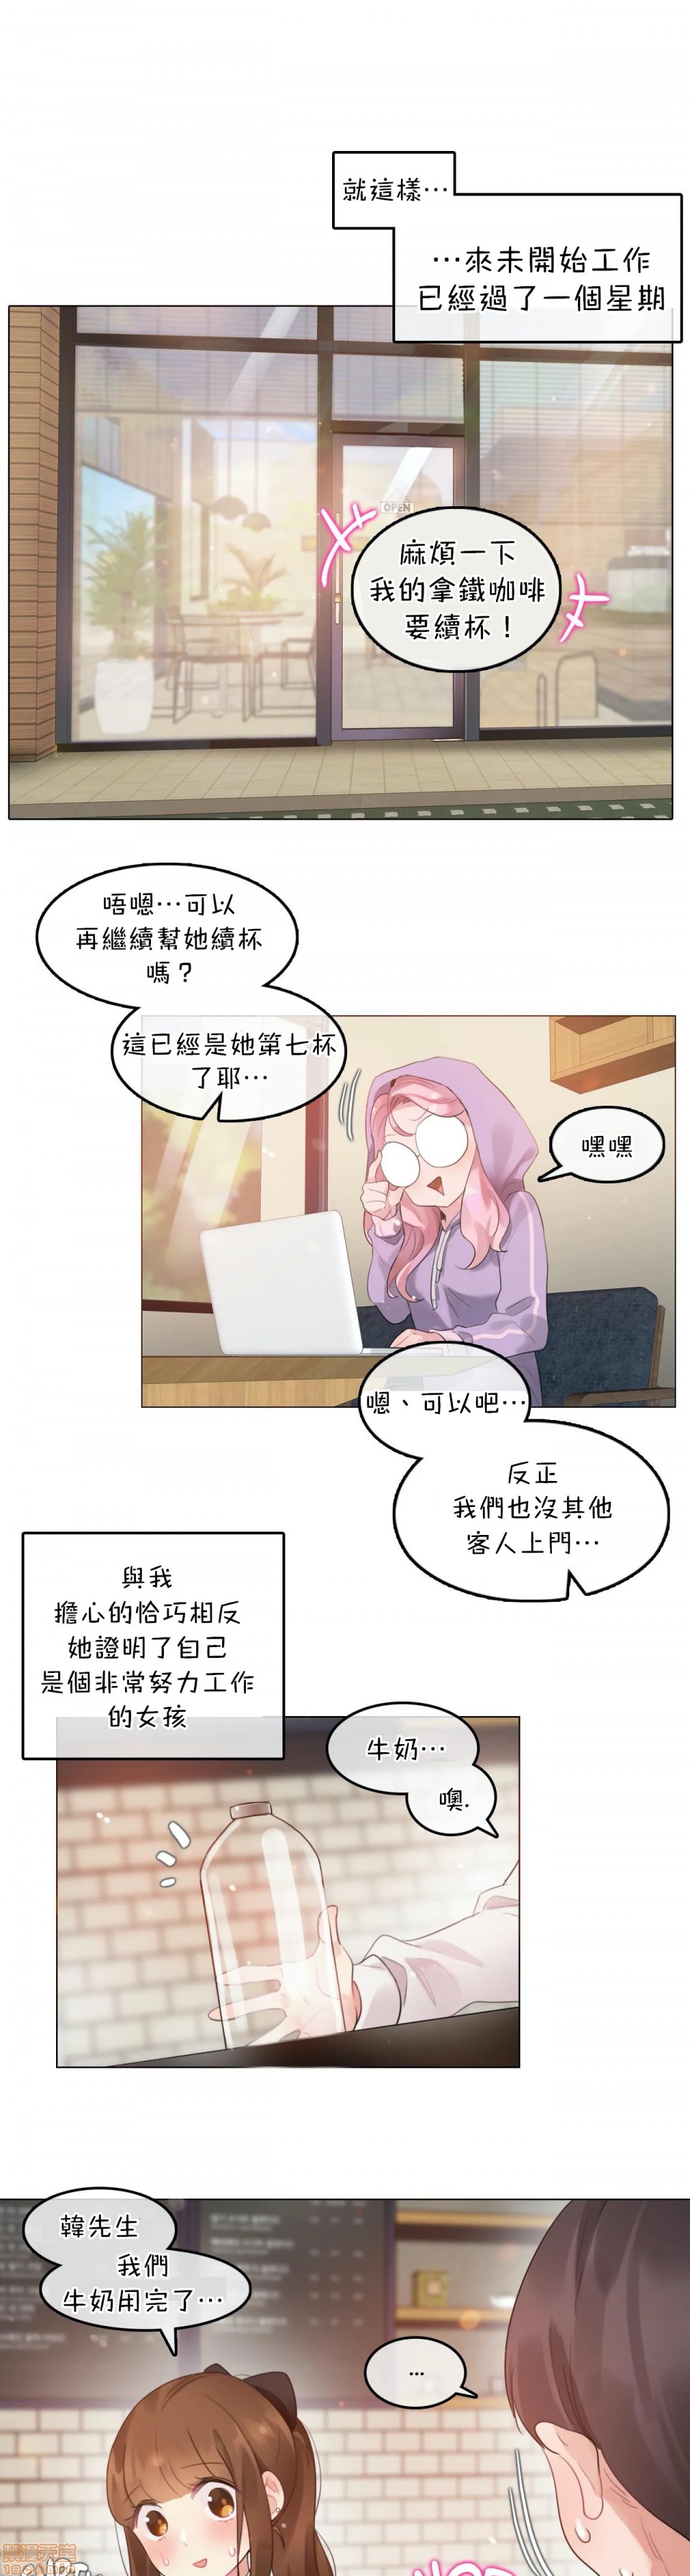 就這樣…
…來未開始工作
已經過了一個星期
OPEN
麻煩一下
我的拿鐵咖啡
要續杯！
唔嗯…可以
再繼續幫她續杯
嗎？
這已經是她第七杯
了耶…
嘿嘿
嗯、可以吧…
反正
我們也沒其他
客人上門…
與我
擔心的恰巧相反
她證明了自己
是個非常努力工作
的女孩
牛奶…
噢.
韓先生
我們
牛奶用完了…
…